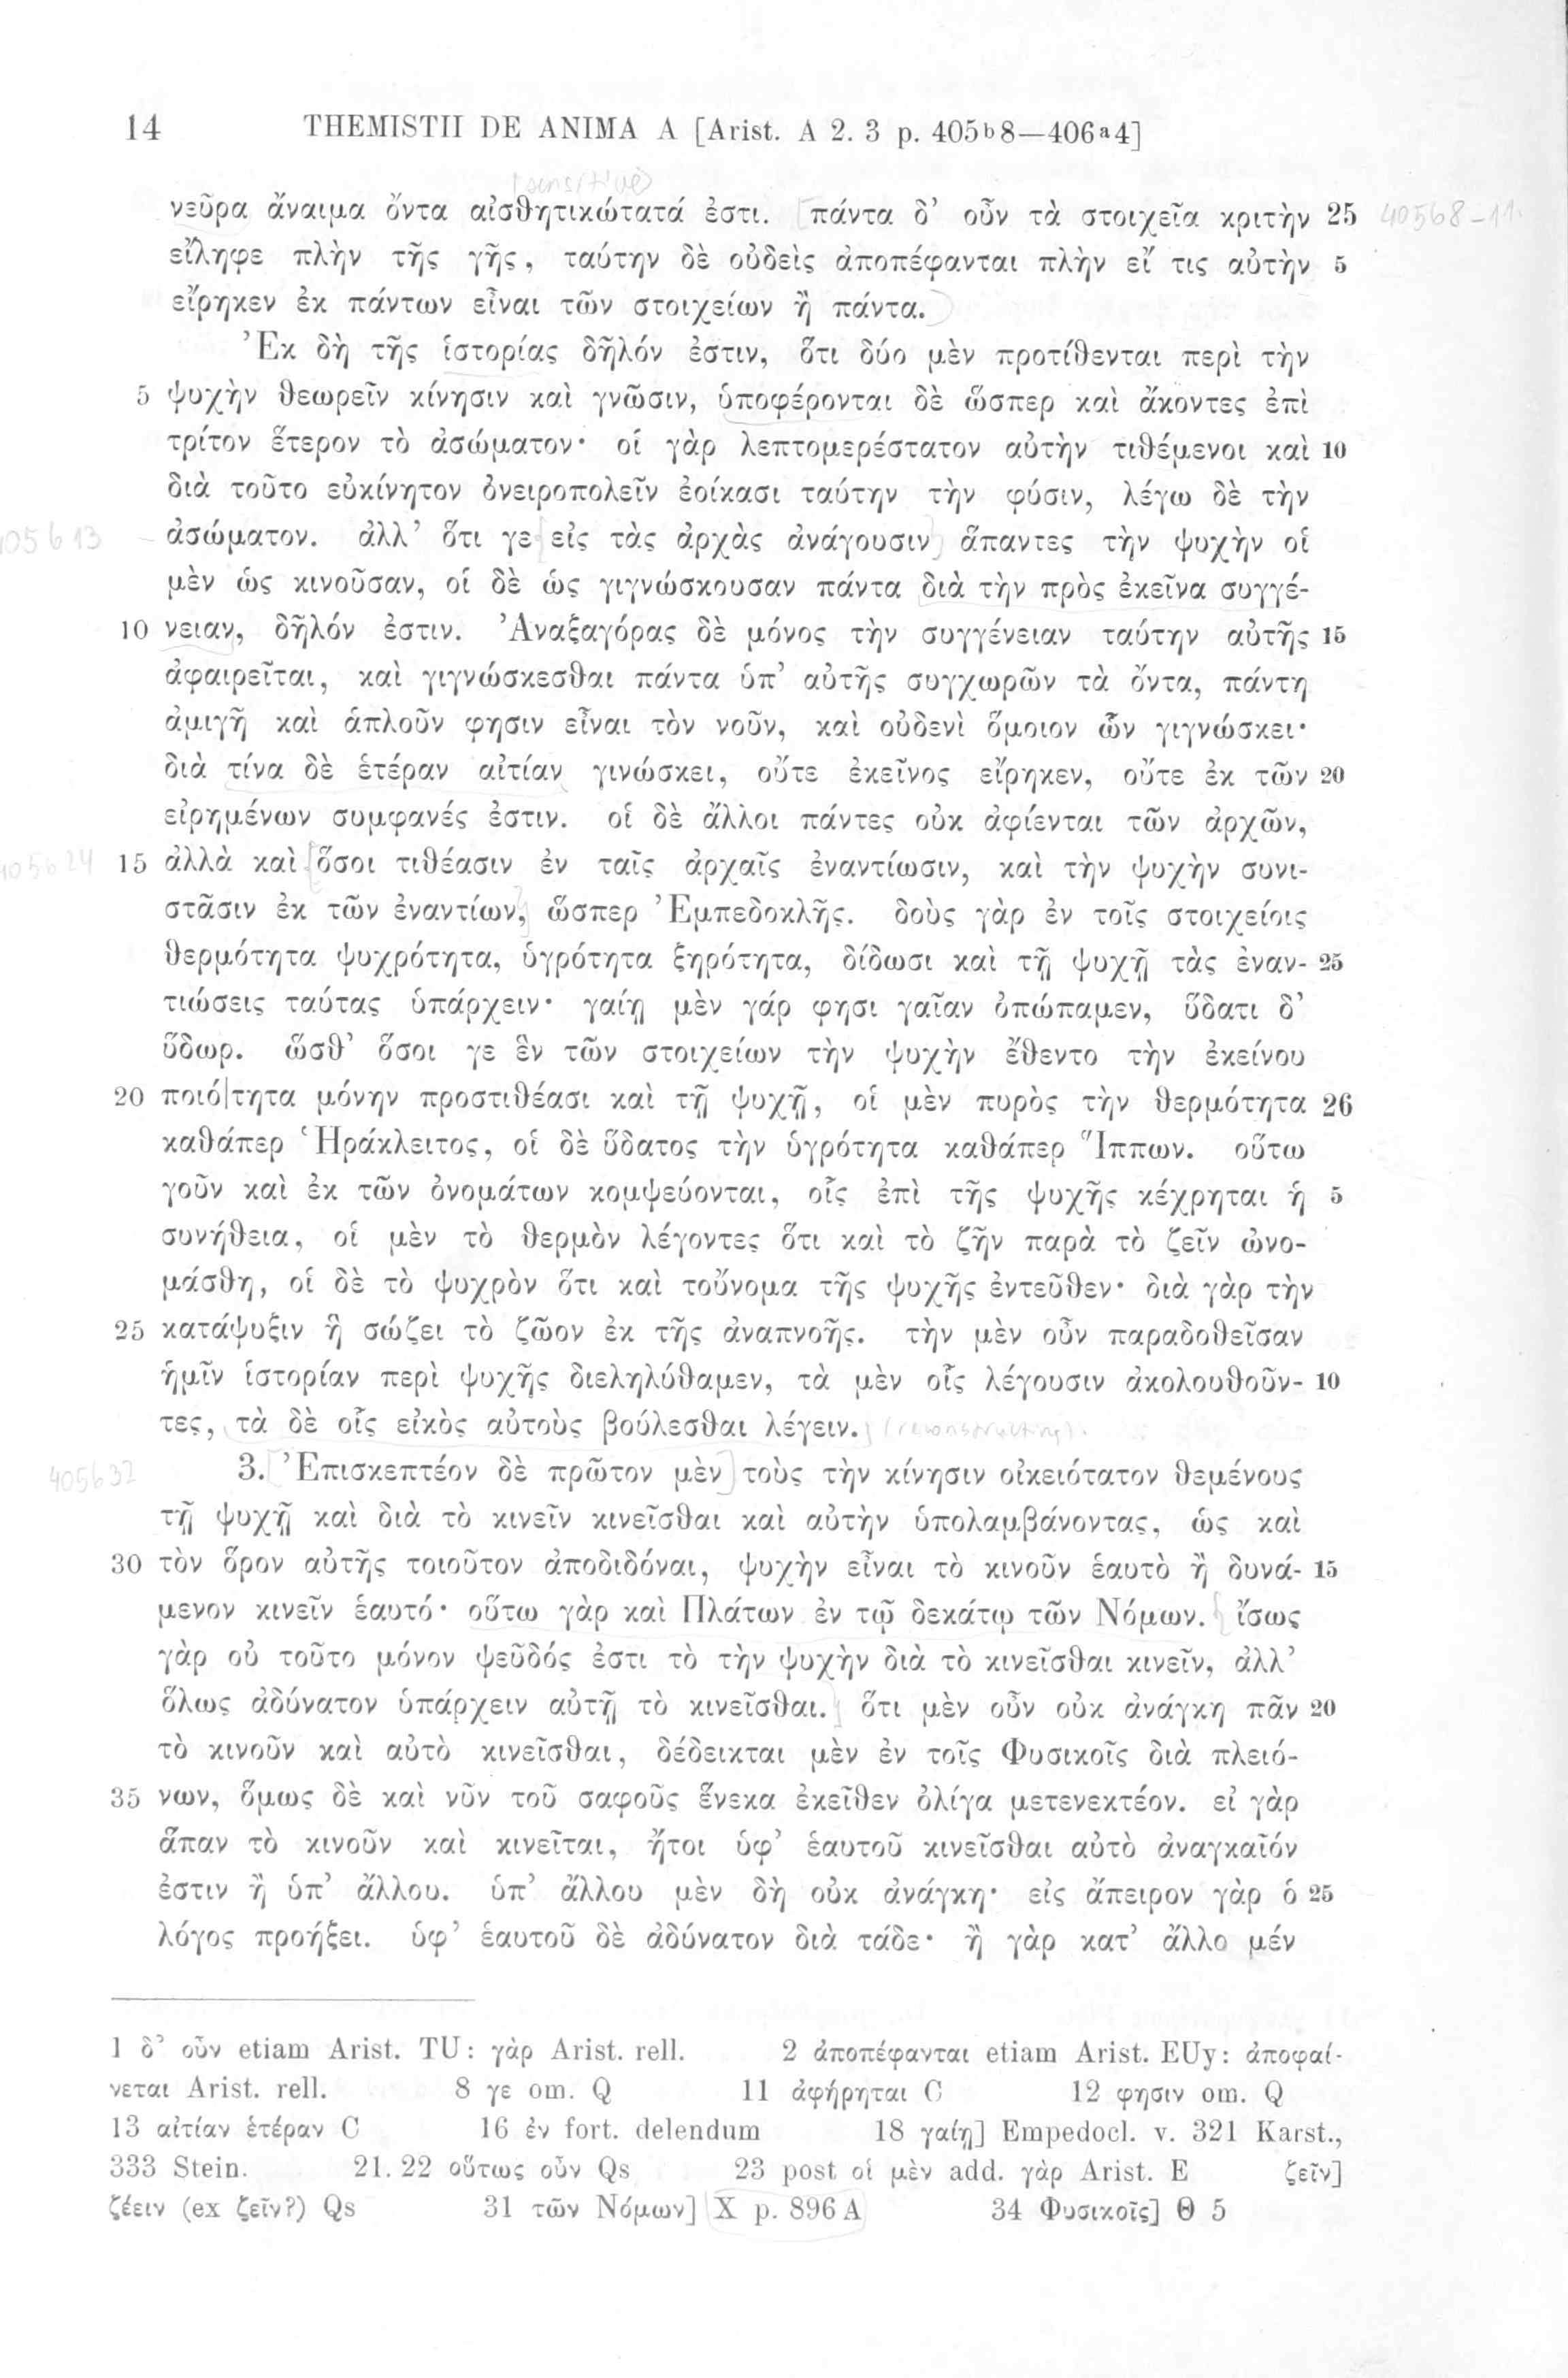 14 THEMISTII DE ANIMA A [Arist. A 2. 3 p. 405ᵇ8—406ᵃ4]
sensitive
νεῦρα ἄναιμα ὄντα αἰσθητικώτατά ἐστι. [πάντα δ’ οὖν τὰ στοιχεῖα κριτὴν 25 405b8-11.
εἴληφε πλὴν τῆς γῆς, ταύτην δὲ οὐδεὶς ἀποπέφανται πλὴν εἴ τις αὐτὴν 5
εἴρηκεν ἐκ πάντων εἶναι τῶν στοιχείων ἢ πάντα.
Ἐκ δὴ τῆς ἱστορίας δῆλόν ἐστιν, ὅτι δύο μὲν προτίθενται περὶ τὴν
5 ψυχὴν θεωρεῖν κίνησιν καὶ γνῶσιν, ὑποφέρονται δὲ ὥσπερ καὶ ἄκοντες ἐπὶ
τρίτον ἕτερον τὸ ἀσώματον· οἱ γὰρ λεπτομερέστατον αὐτὴν τιθέμενοι καὶ 10
διὰ τοῦτο εὐκίνητον ὀνειροπολεῖν ἐοίκασι ταύτην τὴν φύσιν, λέγω δὲ τὴν
405b13 ἀσώματον. ἀλλ’ ὅτι γε εἰς τὰς ἀρχὰς ἀνάγουσιν ἅπαντες τὴν ψυχὴν οἱ
μὲν ὡς κινοῦσαν, οἱ δὲ ὡς γιγνώσκουσαν πάντα διὰ τὴν πρὸς ἐκεῖνα συγγέ-
10 νειαν, δῆλόν ἐστιν. Ἀναξαγόρας δὲ μόνος τὴν συγγένειαν ταύτην αὐτῆς 15
ἀφαιρεῖται, καὶ γιγνώσκεσθαι πάντα ὑπ’ αὐτῆς συγχωρῶν τὰ ὄντα, πάντη
ἀμιγῆ καὶ ἁπλοῦν φησιν εἶναι τὸν νοῦν, καὶ οὐδενὶ ὅμοιον ὧν γιγνώσκει·
διὰ τίνα δὲ ἑτέραν αἰτίαν γινώσκει, οὔτε ἐκεῖνος εἴρηκεν, οὔτε ἐκ τῶν 20
εἰρημένων συμφανές ἐστιν. οἱ δὲ ἄλλοι πάντες οὐκ ἀφίενται τῶν ἀρχῶν,
405b24 15 ἀλλὰ καὶ [ὅσοι τιθέασιν ἐν ταῖς ἀρχαῖς ἐναντίωσιν, καὶ τὴν ψυχὴν συνι-
στᾶσιν ἐκ τῶν ἐναντίων,] ὥσπερ Ἐμπεδοκλῆς. δοὺς γὰρ ἐν τοῖς στοιχείοις
θερμότητα ψυχρότητα, ὑγρότητα ξηρότητα, δίδωσι καὶ τῇ ψυχῇ τὰς ἐναν- 25
τιώσεις ταύτας ὑπάρχειν· γαίῃ μὲν γάρ φησι γαῖαν ὀπώπαμεν, ὕδατι δ’
ὕδωρ. ὥσθ’ ὅσοι γε ἓν τῶν στοιχείων τὴν ψυχὴν ἔθεντο τὴν ἐκείνου
20 ποιό|τητα μόνην προστιθέασι καὶ τῇ ψυχῇ, οἱ μὲν πυρὸς τὴν θερμότητα 26
καθάπερ Ἡράκλειτος, οἱ δὲ ὕδατος τὴν ὑγρότητα καθάπερ Ἵππων. οὕτω
γοῦν καὶ ἐκ τῶν ὀνομάτων κομψεύονται, οἷς ἐπὶ τῆς ψυχῆς κέχρηται ἡ 5
συνήθεια, οἱ μὲν τὸ θερμὸν λέγοντες ὅτι καὶ τὸ ζῆν παρὰ τὸ ζεῖν ὠνο-
μάσθη, οἱ δὲ τὸ ψυχρὸν ὅτι καὶ τοὔνομα τῆς ψυχῆς ἐντεῦθεν· διὰ γὰρ τὴν
25 κατάψυξιν ἣ σώζει τὸ ζῶον ἐκ τῆς ἀναπνοῆς. τὴν μὲν οὖν παραδοθεῖσαν
ἡμῖν ἱστορίαν περὶ ψυχῆς διεληλύθαμεν, τὰ μὲν οἷς λέγουσιν ἀκολουθοῦν- 10
τες, τὰ δὲ οἷς εἰκὸς αὐτοὺς βούλεσθαι λέγειν.] (reconstructing).
405b32 3. [Ἐπισκεπτέον δὲ πρῶτον μὲν] τοὺς τὴν κίνησιν οἰκειότατον θεμένους
τῇ ψυχῇ καὶ διὰ τὸ κινεῖν κινεῖσθαι καὶ αὐτὴν ὑπολαμβάνοντας, ὡς καὶ
30 τὸν ὅρον αὐτῆς τοιοῦτον ἀποδιδόναι, ψυχὴν εἶναι τὸ κινοῦν ἑαυτὸ ἢ δυνά- 15
μενον κινεῖν ἑαυτό· οὕτω γὰρ καὶ Πλάτων ἐν τῷ δεκάτῳ τῶν Νόμων. [ἴσως
γὰρ οὐ τοῦτο μόνον ψεῦδός ἐστι τὸ τὴν ψυχὴν διὰ τὸ κινεῖσθαι κινεῖν, ἀλλ’
ὅλως ἀδύνατον ὑπάρχειν αὐτῇ τὸ κινεῖσθαι.] ὅτι μὲν οὖν οὐκ ἀνάγκη πᾶν 20
τὸ κινοῦν καὶ αὐτὸ κινεῖσθαι, δέδεικται μὲν ἐν τοῖς Φυσικοῖς διὰ πλειό-
35 νων, ὅμως δὲ καὶ νῦν τοῦ σαφοῦς ἕνεκα ἐκεῖθεν ὀλίγα μετενεκτέον. εἰ γὰρ
ἅπαν τὸ κινοῦν καὶ κινεῖται, ἤτοι ὑφ’ ἑαυτοῦ κινεῖσθαι αὐτὸ ἀναγκαῖόν
ἐστιν ἢ ὑπ’ ἄλλου. ὑπ’ ἄλλου μὲν δὴ οὐκ ἀνάγκη· εἰς ἄπειρον γὰρ ὁ 25
λόγος προήξει. ὑφ’ ἑαυτοῦ δὲ ἀδύνατον διὰ τάδε· ἢ γὰρ κατ’ ἄλλο μέν
1 δ’ οὖν etiam Arist. TU: γὰρ Arist. rell. 2 ἀποπέφανται etiam Arist. EUy: ἀποφαί-
νεται Arist. rell. 8 γε om. Q 11 ἀφήρηται C 12 φησιν om. Q
13 αἰτίαν ἑτέραν C 16 ἐν fort. delendum 18 γαίῃ] Empedocl. v. 321 Karst.,
333 Stein. 21. 22 οὕτως οὖν Qs 23 post οἱ μὲν add. γὰρ Arist. E ζεῖν]
ζέειν (ex ζεῖν?) Qs 31 τῶν Νόμων] X p. 896 A 34 Φυσικοῖς] Θ 5